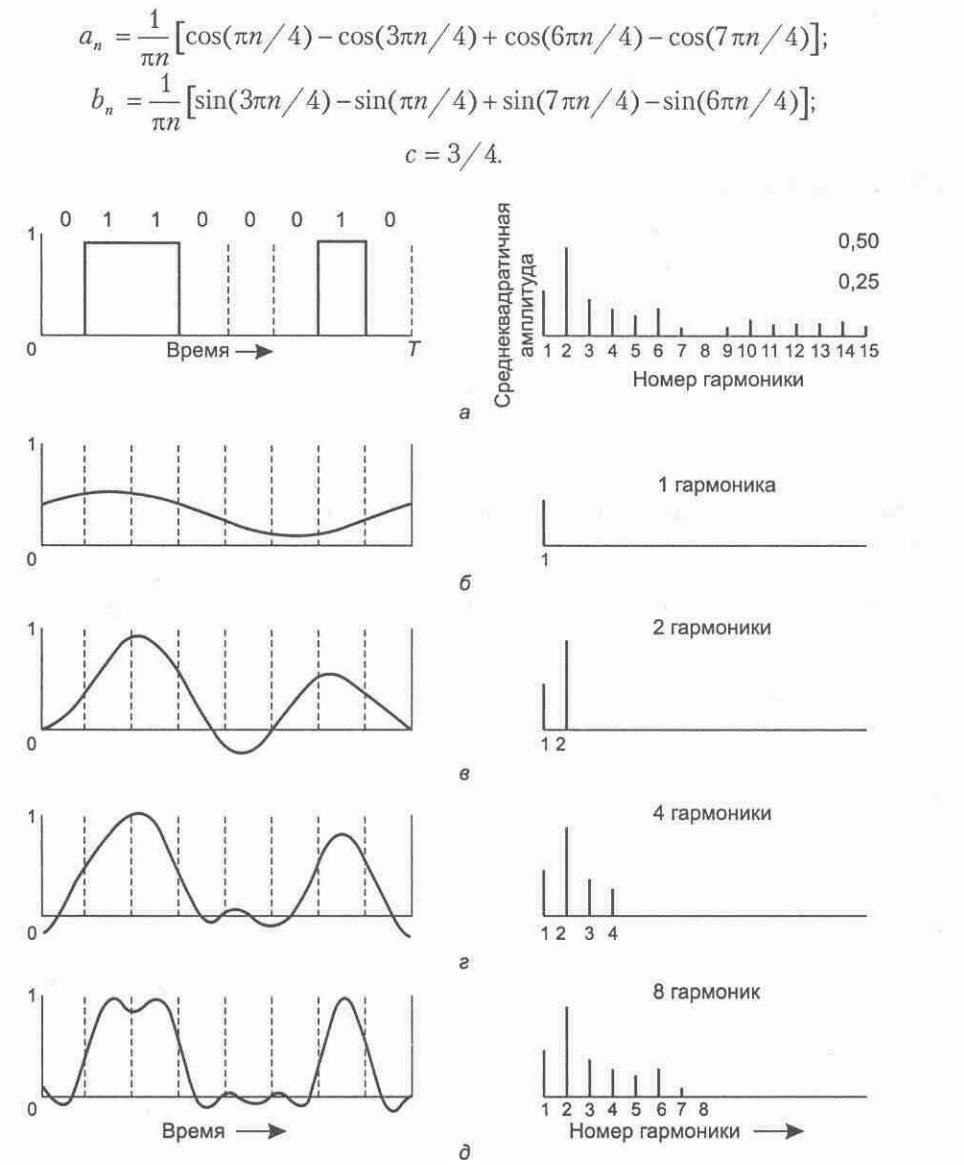 aₙ = 1/πn [cos(πn/4) – cos(3πn/4) + cos(6πn/4) – cos(7πn/4)];
bₙ = 1/πn [sin(3πn/4) – sin(πn/4) + sin(7πn/4) – sin(6πn/4)];
c = 3/4.
0 1 1 0 0 0 1 0
1
0
Время
T
Среднеквадратичная
амплитуда
0,50
0,25
1 2 3 4 5 6 7 8 9 10 11 12 13 14 15
Номер гармоники
а
1
0
1 гармоника
1
б
1
0
2 гармоники
1 2
в
1
0
4 гармоники
1 2 3 4
г
1
0
Время
8 гармоник
1 2 3 4 5 6 7 8
Номер гармоники
д